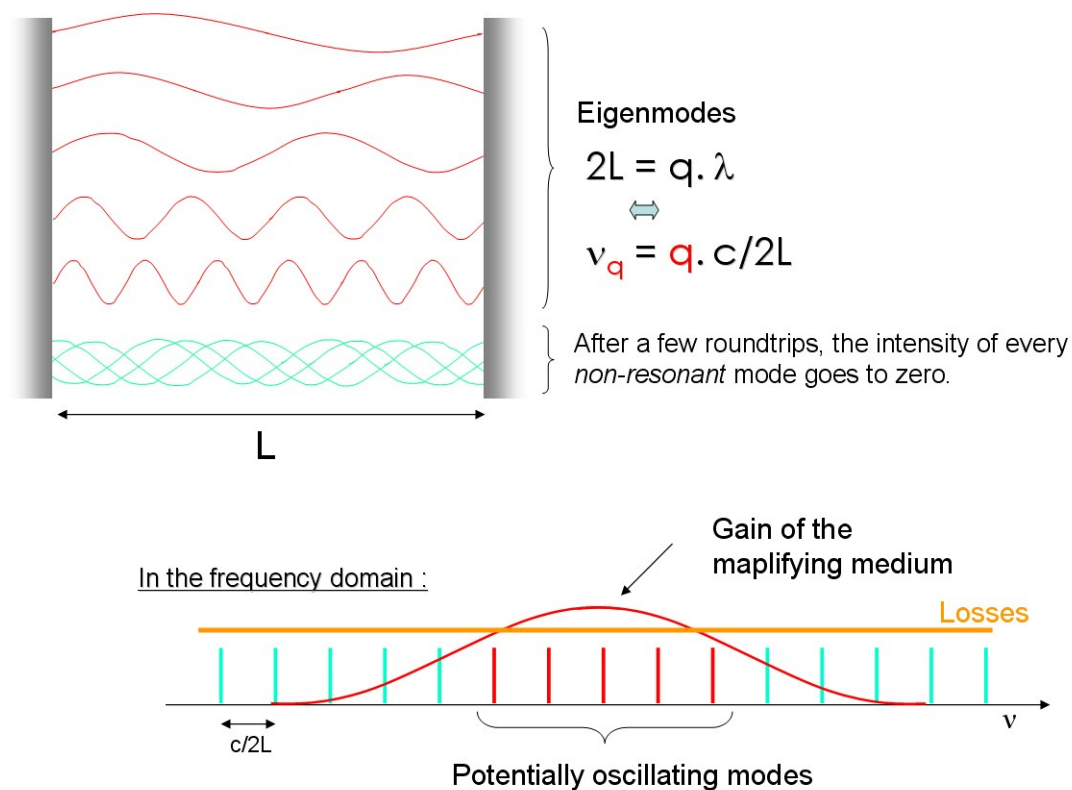 Eigenmodes
2L = q. λ
νq = q. c/2L
After a few roundtrips, the intensity of every
non-resonant mode goes to zero.
L
Gain of the
maplifying medium
In the frequency domain :
Losses
c/2L
ν
Potentially oscillating modes